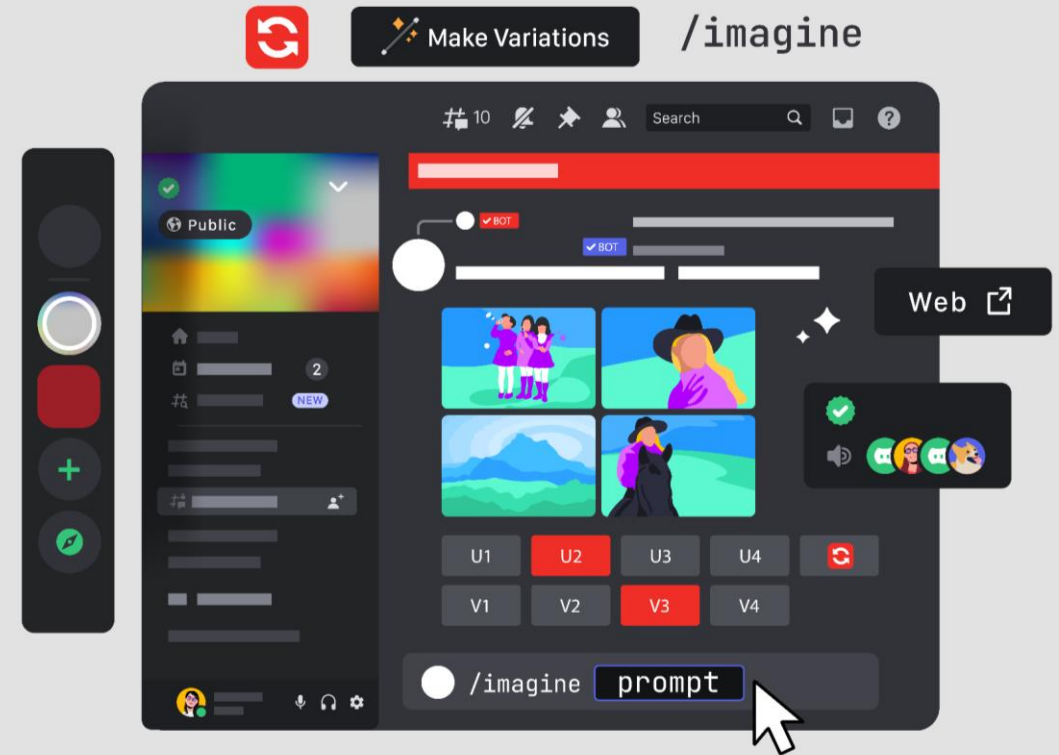 Make Variations
/imagine
10
Search
Public
BOT
BOT
Web
2
NEW
U1 U2 U3 U4
V1 V2 V3 V4
/imagine prompt